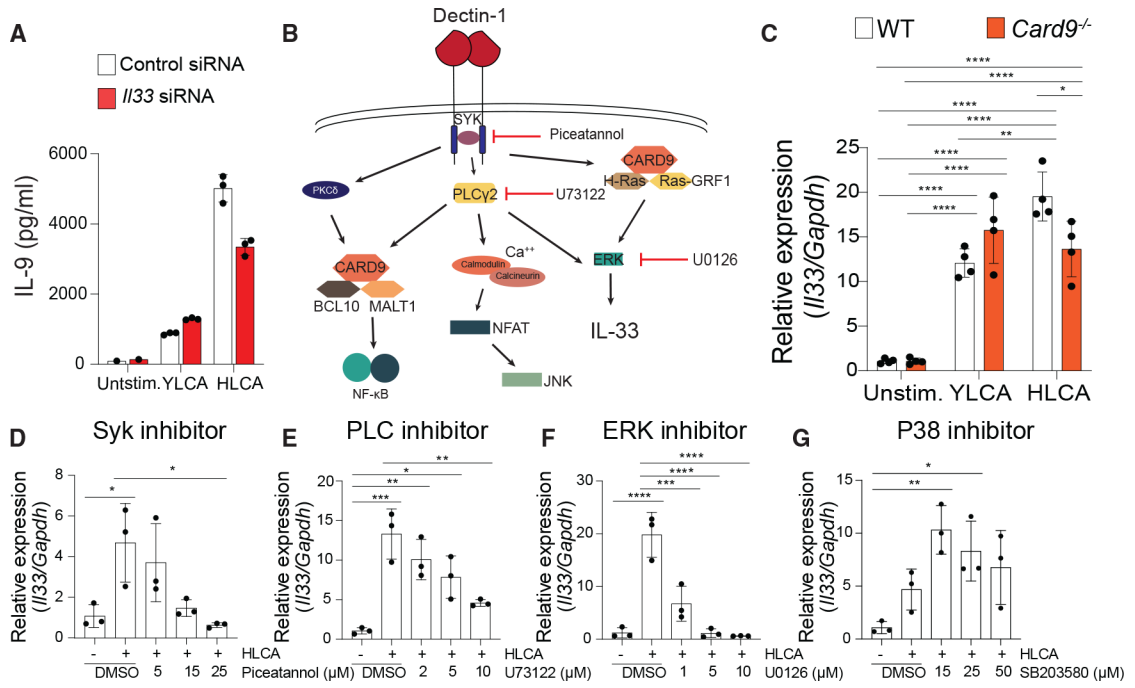 A
Control siRNA
Il33 siRNA
IL-9 (pg/ml)
6000
4000
2000
0
Untstim. YLCA HLCA
B
Dectin-1
SYK
Piceatannol
PKCδ
PLCγ2
U73122
CARD9
H-Ras Ras-GRF1
CARD9
BCL10 MALT1
Ca++
Calmodulin
Calcineurin
ERK
U0126
NFAT
IL-33
NF-κB
JNK
C
WT Card9-/-
****
****
*
****
****
**
****
****
****
****
Relative expression
(Il33/Gapdh)
25
20
15
10
5
0
Unstim. YLCA HLCA
D
Syk inhibitor
Relative expression
(Il33/Gapdh)
8
6
4
2
0
*
*
- + + + + HLCA
DMSO 5 15 25 Piceatannol (µM)
E
PLC inhibitor
Relative expression
(Il33/Gapdh)
20
15
10
5
0
**
*
**
***
- + + + + HLCA
DMSO 2 5 10 U73122 (µM)
F
ERK inhibitor
Relative expression
(Il33/Gapdh)
30
20
10
0
****
****
***
****
- + + + + HLCA
DMSO 1 5 10 U0126 (µM)
G
P38 inhibitor
Relative expression
(Il33/Gapdh)
15
10
5
0
*
**
- + + + + HLCA
DMSO 15 25 50 SB203580 (µM)